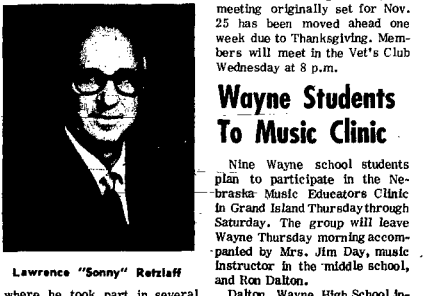 meeting originally set for Nov.
25 has been moved ahead one
week due to Thanksgiving. Mem-
bers will meet in the Vet's Club
Wednesday at 8 p.m.
Wayne Students
To Music Clinic
Nine Wayne school students
plan to participate in the Ne-
braska Music Educators Clinic
in Grand Island Thursday through
Saturday. The group will leave
Wayne Thursday morning accom-
panied by Mrs. Jim Day, music
instructor in the middle school,
and Ron Dalton.
Dalton, Wayne High School in-
Lawrence "Sonny" Retzlaff
where he took part in several